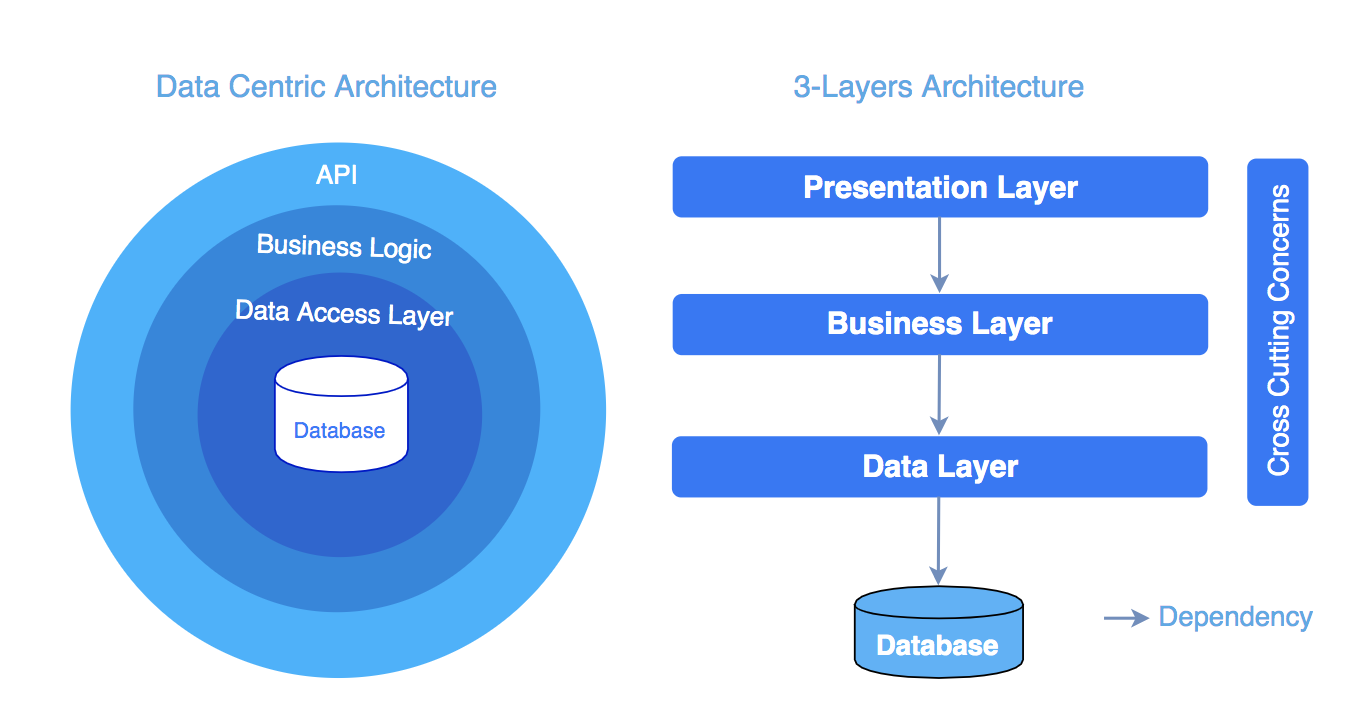 Data Centric Architecture
API
Business Logic
Data Access Layer
Database
3-Layers Architecture
Presentation Layer
Business Layer
Data Layer
Database
Cross Cutting Concerns
Dependency